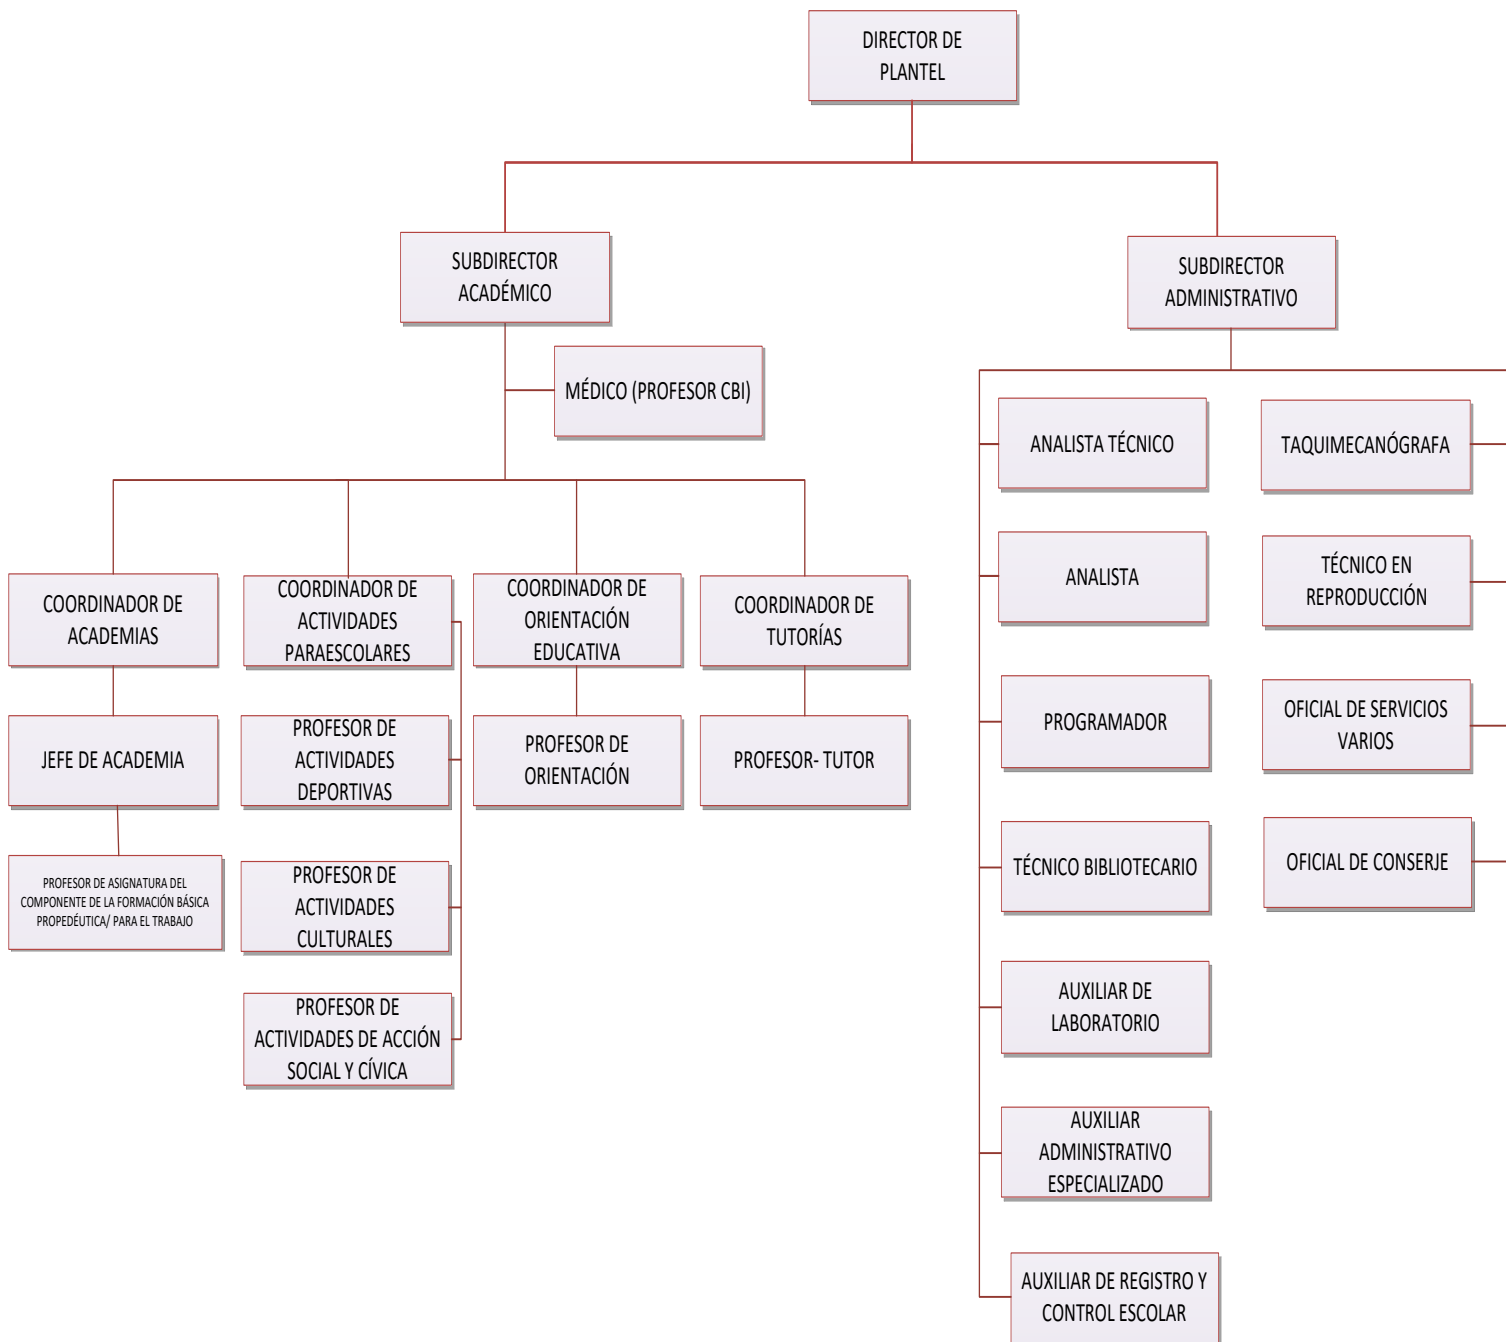 DIRECTOR DE
PLANTEL
SUBDIRECTOR
ACADÉMICO
SUBDIRECTOR
ADMINISTRATIVO
MÉDICO (PROFESOR CBI)
COORDINADOR DE
ACADEMIAS
COORDINADOR DE
ACTIVIDADES
PARAESCOLARES
COORDINADOR DE
ORIENTACIÓN
EDUCATIVA
COORDINADOR DE
TUTORÍAS
JEFE DE ACADEMIA
PROFESOR DE
ACTIVIDADES
DEPORTIVAS
PROFESOR DE
ORIENTACIÓN
PROFESOR- TUTOR
PROFESOR DE ASIGNATURA DEL
COMPONENTE DE LA FORMACIÓN BÁSICA
PROPEDÉUTICA/ PARA EL TRABAJO
PROFESOR DE
ACTIVIDADES
CULTURALES
PROFESOR DE
ACTIVIDADES DE ACCIÓN
SOCIAL Y CÍVICA
ANALISTA TÉCNICO
TAQUIMECANÓGRAFA
ANALISTA
TÉCNICO EN
REPRODUCCIÓN
PROGRAMADOR
OFICIAL DE SERVICIOS
VARIOS
TÉCNICO BIBLIOTECARIO
OFICIAL DE CONSERJE
AUXILIAR DE
LABORATORIO
AUXILIAR
ADMINISTRATIVO
ESPECIALIZADO
AUXILIAR DE REGISTRO Y
CONTROL ESCOLAR